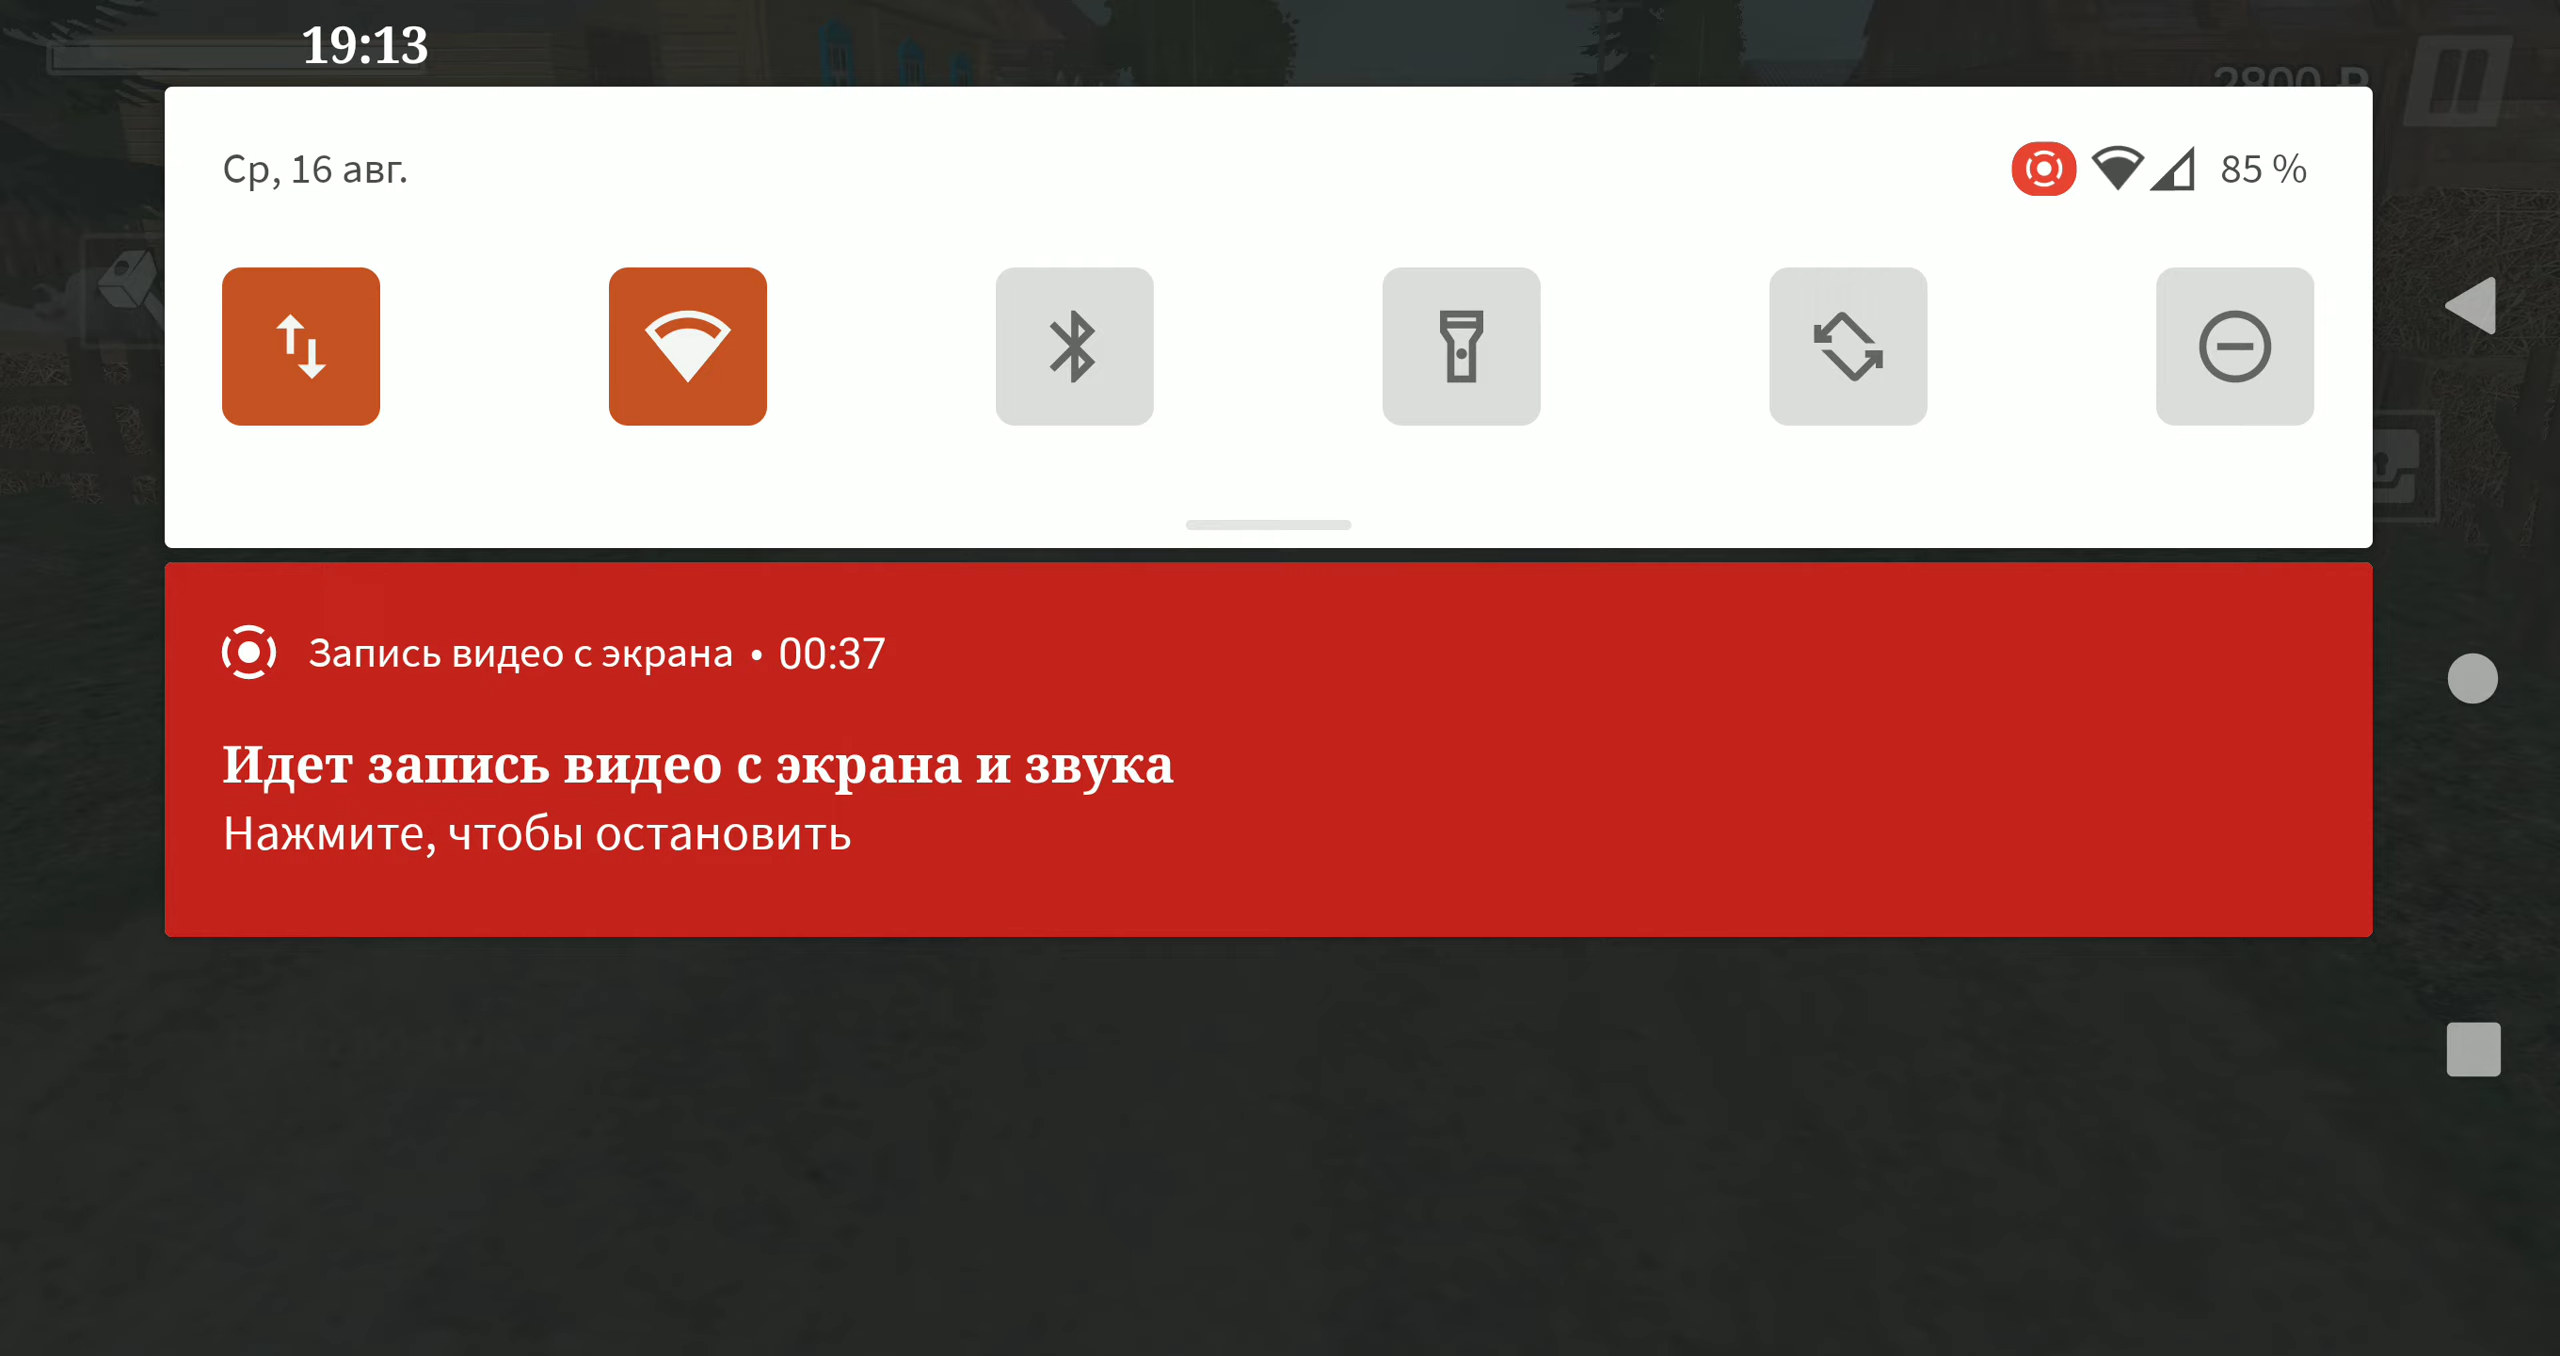 19:13
2800 ₽
Ср, 16 авг.
85 %
Запись видео с экрана • 00:37
Идет запись видео с экрана и звука
Нажмите, чтобы остановить